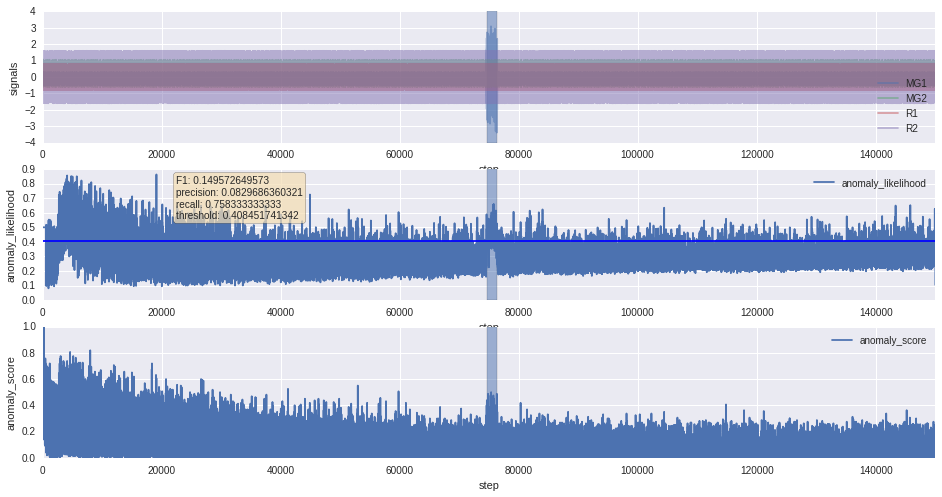 4
3
2
1
0
−1
−2
−3
−4
signals
MG1
MG2
R1
R2
0 20000 40000 60000 80000 100000 120000 140000
step
0.9
0.8
0.7
0.6
0.5
0.4
0.3
0.2
0.1
0.0
anomaly_likelihood
F1: 0.149572649573
precision: 0.0829686360321
recall: 0.758333333333
threshold: 0.408451741342
anomaly_likelihood
0 20000 40000 60000 80000 100000 120000 140000
step
1.0
0.8
0.6
0.4
0.2
0.0
anomaly_score
anomaly_score
0 20000 40000 60000 80000 100000 120000 140000
step